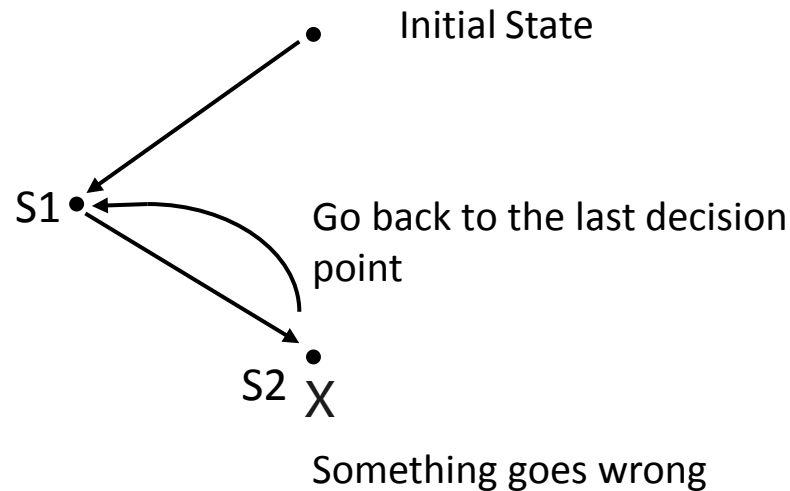 Initial State
S1
Go back to the last decision
point
S2
X
Something goes wrong